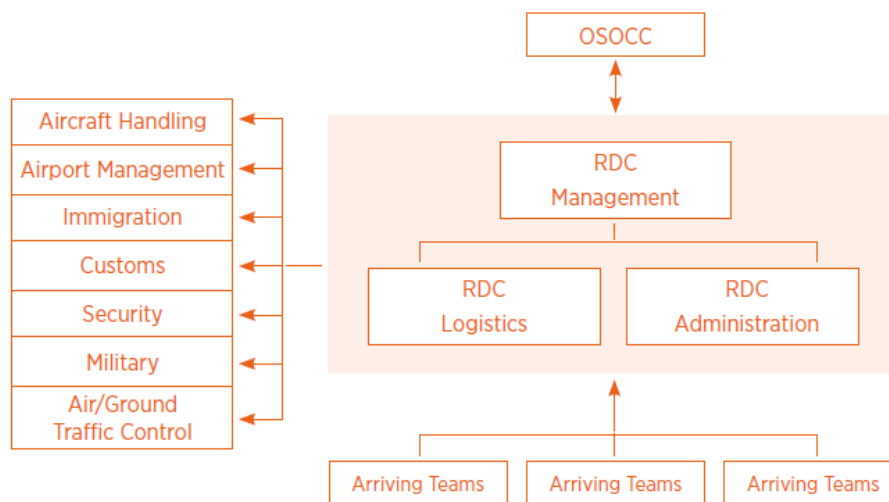 OSOCC
Aircraft Handling
Airport Management
Immigration
Customs
Security
Military
Air/Ground
Traffic Control
RDC
Management
RDC
Logistics
RDC
Administration
Arriving Teams
Arriving Teams
Arriving Teams